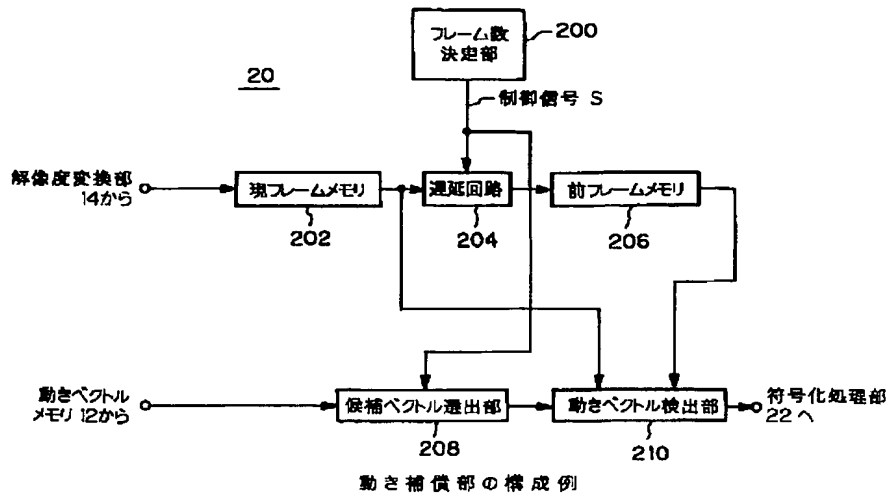 フレーム数
決定部
200
20
制御信号 S
解像度変換部
14から
現フレームメモリ
遅延回路
前フレームメモリ
202
204
206
動きベクトル
メモリ 12から
候補ベクトル選出部
動きベクトル検出部
符号化処理部
22へ
208
210
動き補償部の構成例